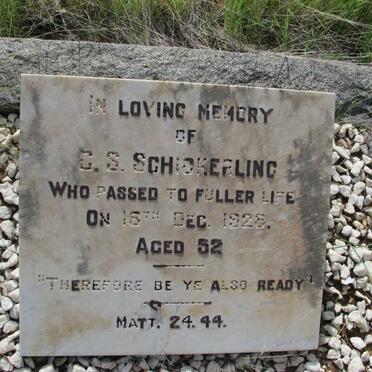 IN LOVING MEMORY
OF
C. S. SCHICKERLING
WHO PASSED TO FULLER LIFE
ON 16TH DEC. 1928.
AGED 52
"THEREFORE BE YE ALSO READY"
MATT. 24.44.